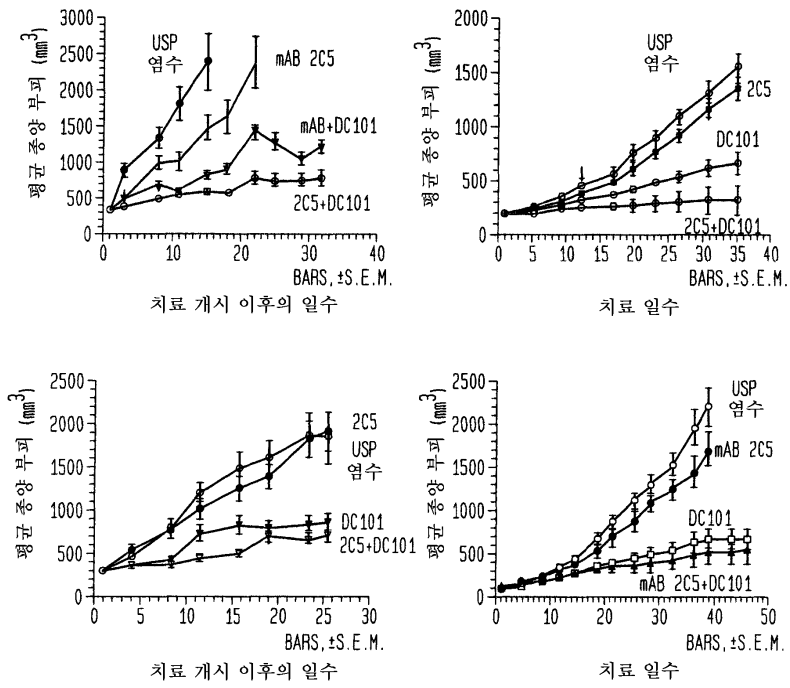 평균 종양 부피 (mm3)
3000
2500
2000
1500
1000
500
0
USP
염수
mAB 2C5
mAB+DC101
2C5+DC101
0 10 20 30 40
BARS, ±S.E.M.
치료 개시 이후의 일수
평균 종양 부피 (mm3)
2000
1500
1000
500
0
USP
염수
2C5
DC101
2C5+DC101
0 5 10 15 20 25 30 35 40
BARS, ±S.E.M.
치료 일수
평균 종양 부피 (mm3)
2500
2000
1500
1000
500
0
2C5
USP
염수
DC101
2C5+DC101
0 5 10 15 20 25 30
BARS, ±S.E.M.
치료 개시 이후의 일수
평균 종양 부피 (mm3)
2500
2000
1500
1000
500
0
USP
염수
mAB 2C5
DC101
mAB 2C5+DC101
0 10 20 30 40 50
BARS, ±S.E.M.
치료 일수